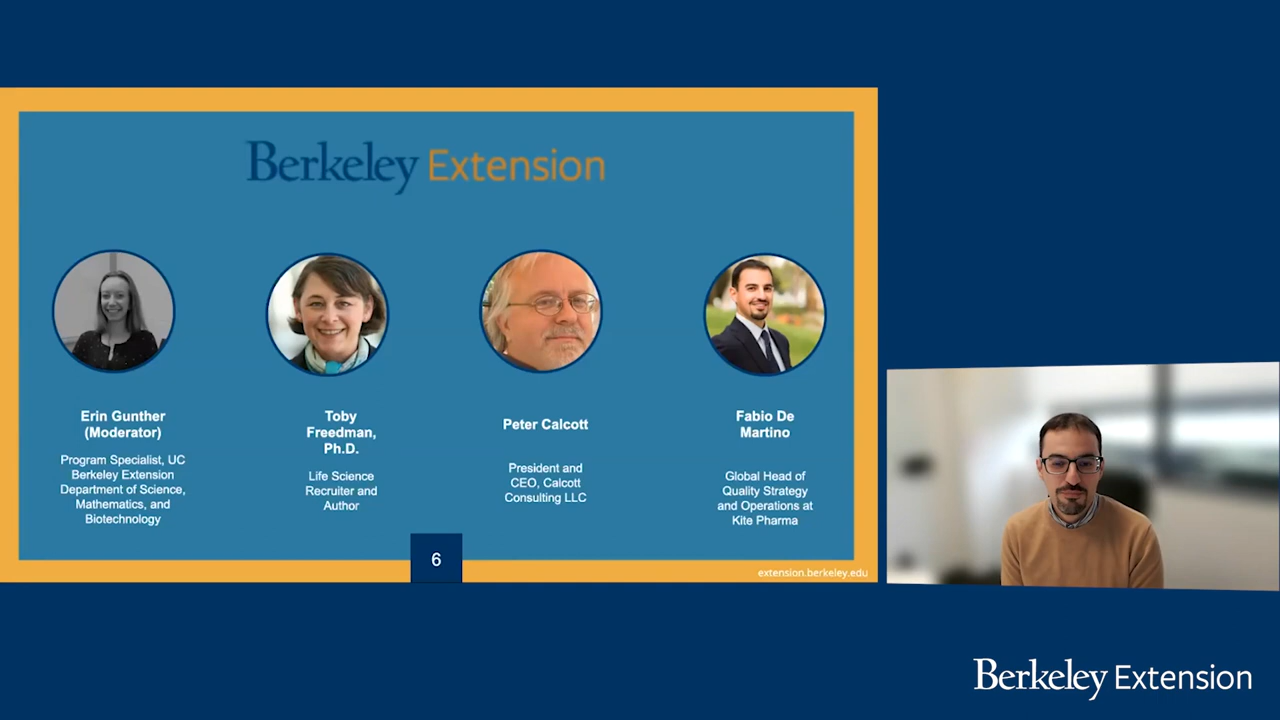 Berkeley Extension
Erin Gunther
(Moderator)
Program Specialist, UC
Berkeley Extension
Department of Science,
Mathematics, and
Biotechnology
Toby
Freedman,
Ph.D.
Life Science
Recruiter and
Author
Peter Calcott
President and
CEO, Calcott
Consulting LLC
Fabio De
Martino
Global Head of
Quality Strategy
and Operations at
Kite Pharma
6
extension.berkeley.edu
Berkeley Extension